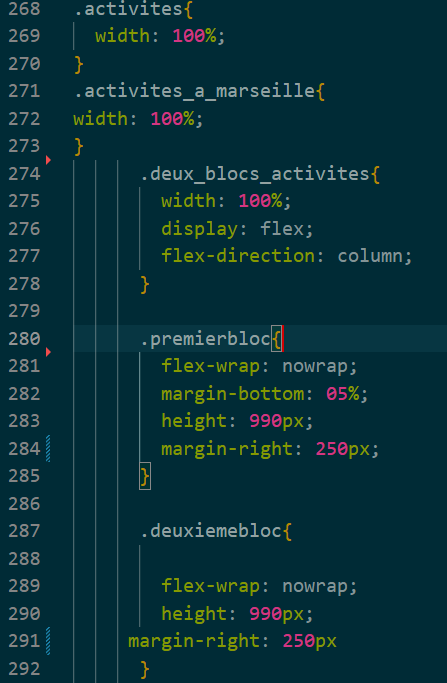 268 .activites{
269 width: 100%;
270 }
271 .activites_a_marseille{
272 width: 100%;
273 }
274 .deux_blocs_activites{
275 width: 100%;
276 display: flex;
277 flex-direction: column;
278 }
279
280 .premierbloc{
281 flex-wrap: nowrap;
282 margin-bottom: 05%;
283 height: 990px;
284 margin-right: 250px;
285 }
286
287 .deuxiemebloc{
288
289 flex-wrap: nowrap;
290 height: 990px;
291 margin-right: 250px
292 }